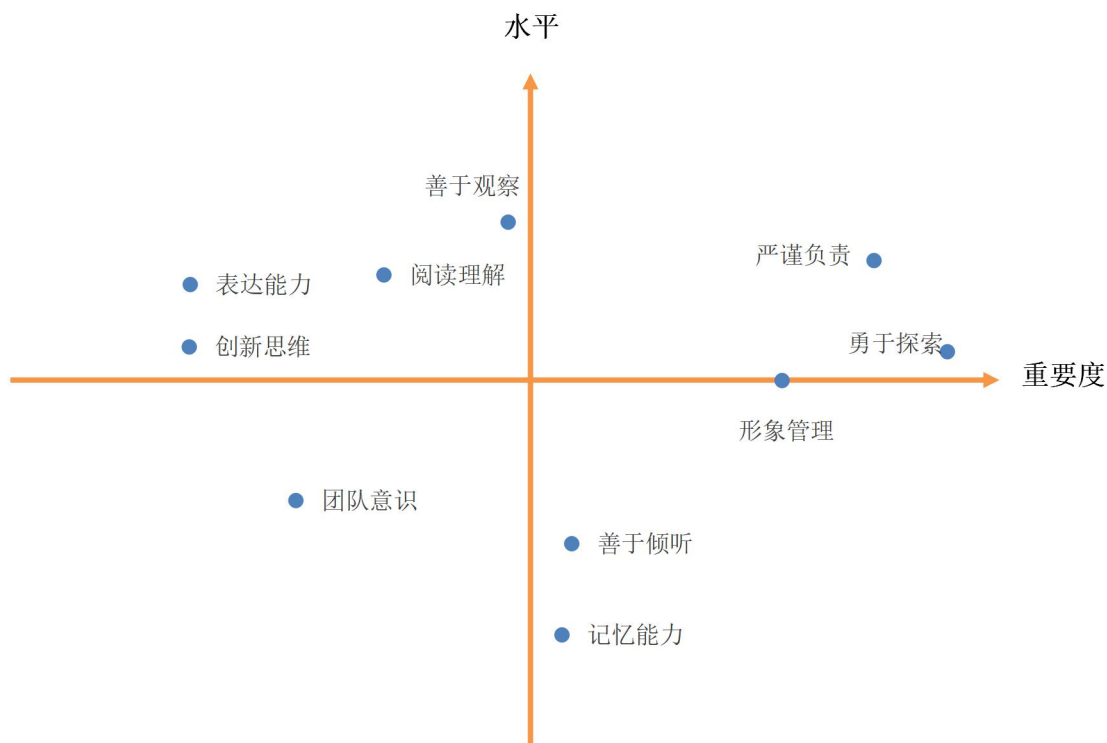 水平
善于观察
严谨负责
阅读理解
表达能力
勇于探索
创新思维
重要度
形象管理
团队意识
善于倾听
记忆能力